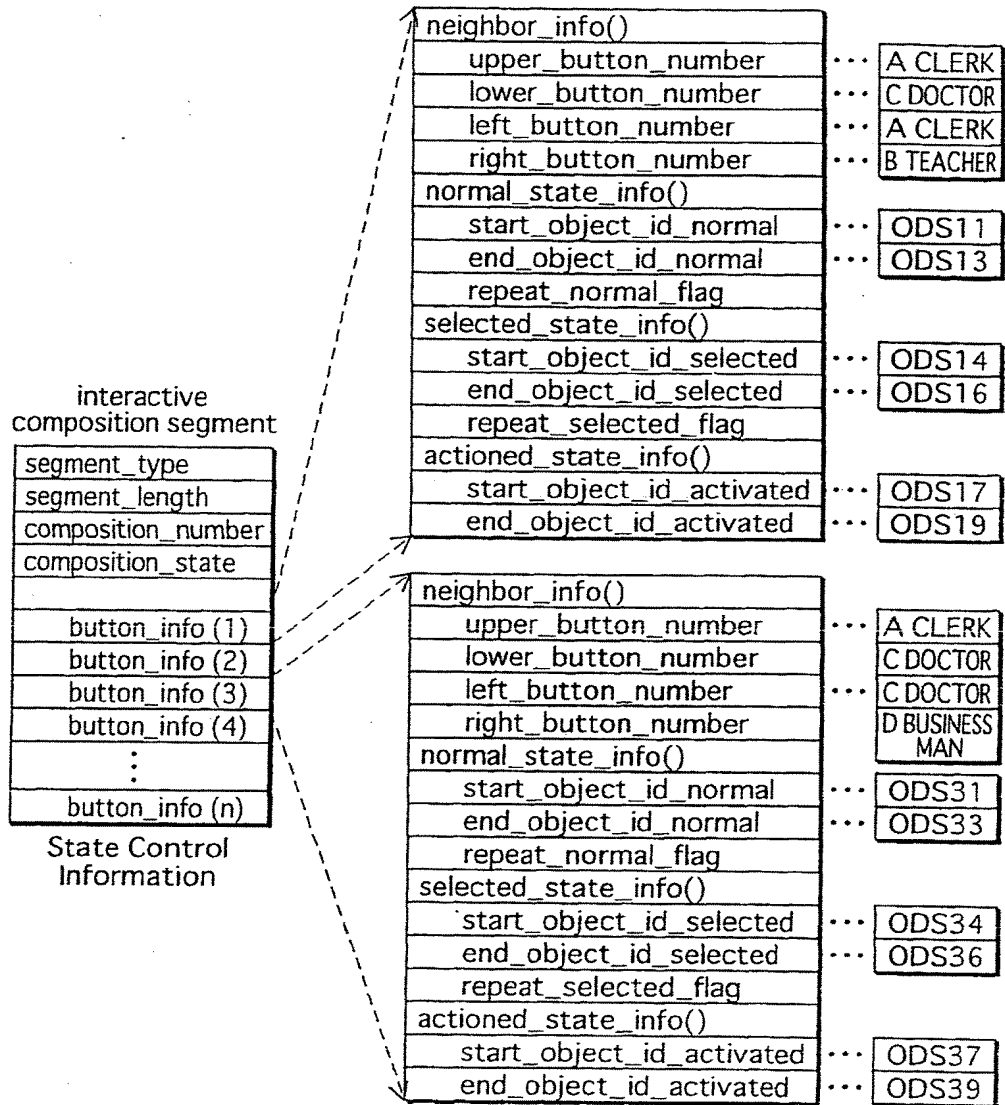 neighbor_info()
upper_button_number ··· A CLERK
lower_button_number ··· C DOCTOR
left_button_number ··· A CLERK
right_button_number ··· B TEACHER
normal_state_info()
start_object_id_normal ··· ODS11
end_object_id_normal ··· ODS13
repeat_normal_flag
selected_state_info()
start_object_id_selected ··· ODS14
end_object_id_selected ··· ODS16
repeat_selected_flag
actioned_state_info()
start_object_id_activated ··· ODS17
end_object_id_activated ··· ODS19
interactive
composition segment
segment_type
segment_length
composition_number
composition_state
button_info (1)
button_info (2)
button_info (3)
button_info (4)
⋮
button_info (n)
State Control
Information
neighbor_info()
upper_button_number ··· A CLERK
lower_button_number C DOCTOR
left_button_number ··· C DOCTOR
right_button_number D BUSINESS
MAN
normal_state_info()
start_object_id_normal ··· ODS31
end_object_id_normal ··· ODS33
repeat_normal_flag
selected_state_info()
start_object_id_selected ··· ODS34
end_object_id_selected ··· ODS36
repeat_selected_flag
actioned_state_info()
start_object_id_activated ··· ODS37
end_object_id_activated ··· ODS39